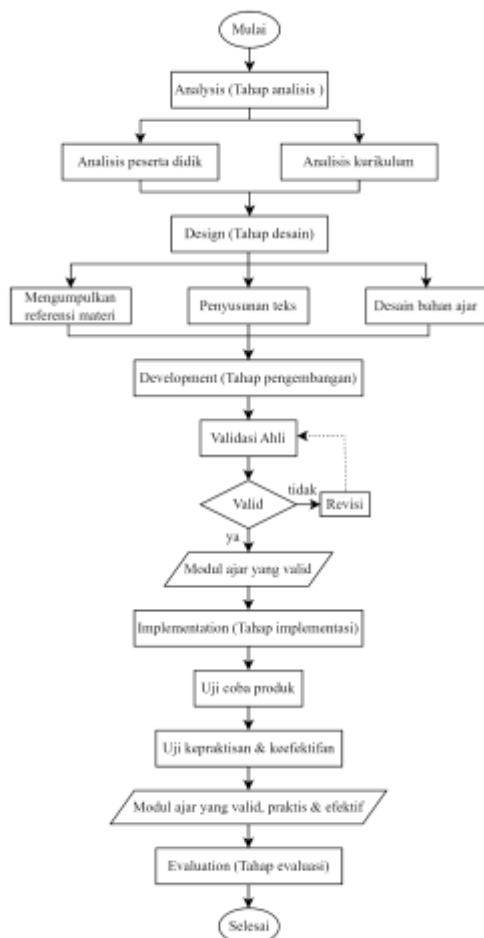 Mulai
Analysis (Tahap analisis )
Analisis peserta didik
Analisis kurikulum
Design (Tahap desain)
Mengumpulkan
referensi materi
Penyusunan teks
Desain bahan ajar
Development (Tahap pengembangan)
Validasi Ahli
Valid
tidak
Revisi
ya
Modul ajar yang valid
Implementation (Tahap implementasi)
Uji coba produk
Uji kepraktisan & keefektifan
Modul ajar yang valid, praktis & efektif
Evaluation (Tahap evaluasi)
Selesai